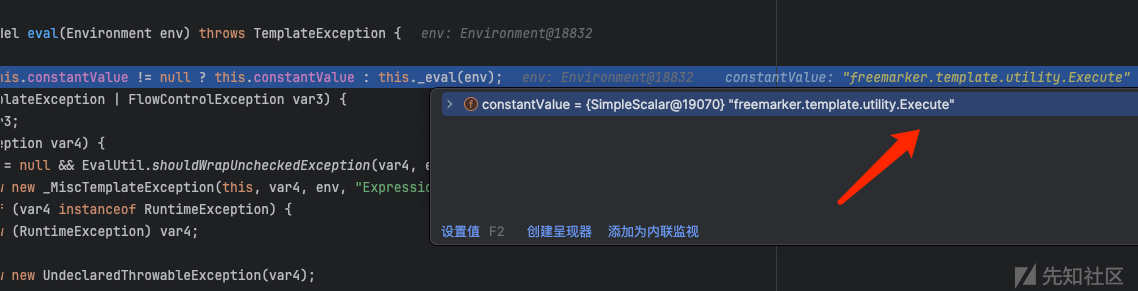 del eval(Environment env) throws TemplateException {   env: Environment@18832
his.constantValue != null ? this.constantValue : this._eval(env);   env: Environment@18832   constantValue: "freemarker.template.utility.Execute"
plateException | FlowControlException var3) {
r3;
eption var4) {
= null && EvalUtil.shouldWrapUncheckedException(var4, e
w new _MiscTemplateException(this, var4, env, "Expressio
f (var4 instanceof RuntimeException) {
w (RuntimeException) var4;
w new UndeclaredThrowableException(var4);
constantValue = {SimpleScalar@19070} "freemarker.template.utility.Execute"
设置值 F2 创建呈现器 添加为内联监视
先知社区